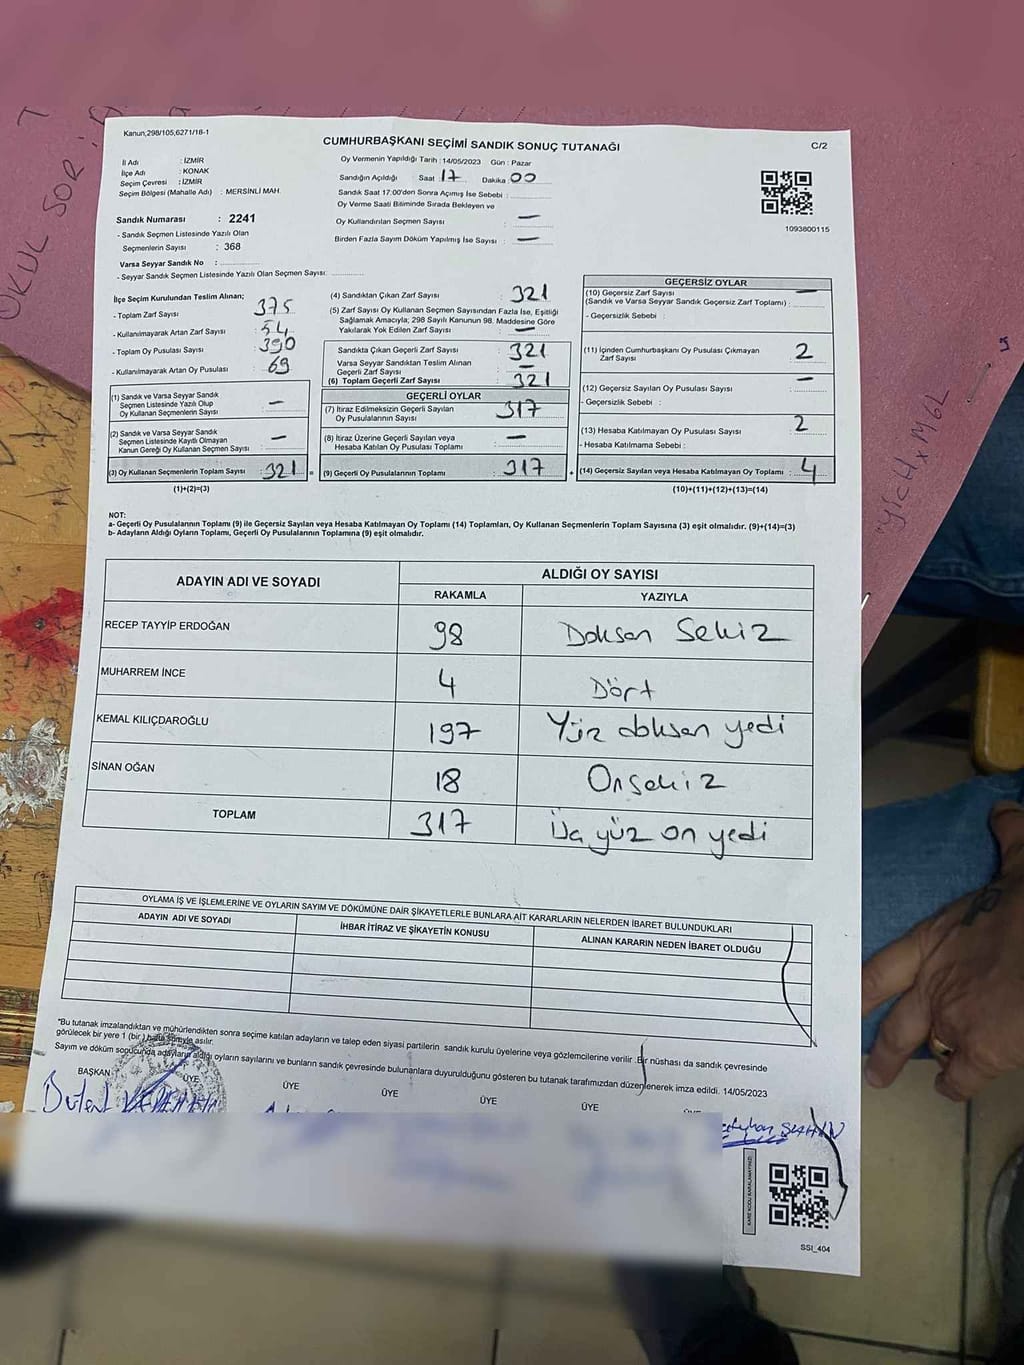 Kanun,298/105,6271/18-1
CUMHURBAŞKANI SEÇİMİ SANDIK SONUÇ TUTANAĞI
C/2
İl Adı : İZMİR
İlçe Adı : KONAK
Seçim Çevresi : İZMİR
Seçim Bölgesi (Mahalle Adı) : MERSİNLİ MAH.
Oy Vermenin Yapıldığı Tarih : 14/05/2023 Gün : Pazar
Sandığın Açıldığı Saat : 17 Dakika : 00
Sandık Saat 17:00'den Sonra Açımış İse Sebebi :
Oy Verme Saati Bitiminde Sırada Bekleyen ve
Oy Kullandırılan Seçmen Sayısı : —
Birden Fazla Sayım Döküm Yapılmış İse Sayısı : —
1093800115
Sandık Numarası : 2241
- Sandık Seçmen Listesinde Yazılı Olan
Seçmenlerin Sayısı : 368
Varsa Seyyar Sandık No :
- Seyyar Sandık Seçmen Listesinde Yazılı Olan Seçmen Sayısı:
İlçe Seçim Kurulundan Teslim Alınan;
- Toplam Zarf Sayısı : 375
- Kullanılmayarak Artan Zarf Sayısı : 54
- Toplam Oy Pusulası Sayısı : 390
- Kullanılmayarak Artan Oy Pusulası : 69
(1) Sandık ve Varsa Seyyar Sandık
Seçmen Listesinde Yazılı Olup
Oy Kullanan Seçmenlerin Sayısı : —
(2) Sandık ve Varsa Seyyar Sandık
Seçmen Listesinde Kayıtlı Olmayan
Kanun Gereği Oy Kullanan Seçmen Sayısı : —
(3) Oy Kullanan Seçmenlerin Toplam Sayısı : 321 =
(1)+(2)=(3)
(4) Sandıktan Çıkan Zarf Sayısı : 321
(5) Zarf Sayısı Oy Kullanan Seçmen Sayısından Fazla İse, Eşitliği
Sağlamak Amacıyla; 298 Sayılı Kanunun 98. Maddesine Göre
Yakılarak Yok Edilen Zarf Sayısı : —
Sandıkta Çıkan Geçerli Zarf Sayısı : 321
Varsa Seyyar Sandıktan Teslim Alınan
Geçerli Zarf Sayısı : —
(6) Toplam Geçerli Zarf Sayısı : 321
GEÇERLİ OYLAR
(7) İtiraz Edilmeksizin Geçerli Sayılan
Oy Pusulalarının Sayısı : 317
(8) İtiraz Üzerine Geçerli Sayılan veya
Hesaba Katılan Oy Pusulası Toplamı : —
(9) Geçerli Oy Pusulalarının Toplamı : 317 +
GEÇERSİZ OYLAR
(10) Geçersiz Zarf Sayısı : —
(Sandık ve Varsa Seyyar Sandık Geçersiz Zarf Toplamı) :
- Geçersizlik Sebebi :
(11) İçinden Cumhurbaşkanı Oy Pusulası Çıkmayan
Zarf Sayısı : 2
(12) Geçersiz Sayılan Oy Pusulası Sayısı : —
- Geçersizlik Sebebi :
(13) Hesaba Katılmayan Oy Pusulası Sayısı : 2
- Hesaba Katılmama Sebebi :
(14) Geçersiz Sayılan veya Hesaba Katılmayan Oy Toplamı : 4
(10)+(11)+(12)+(13)=(14)
NOT:
a- Geçerli Oy Pusulalarının Toplamı (9) ile Geçersiz Sayılan veya Hesaba Katılmayan Oy Toplamı (14) Toplamları, Oy Kullanan Seçmenlerin Toplam Sayısına (3) eşit olmalıdır. (9)+(14)=(3)
b- Adayların Aldığı Oyların Toplamı, Geçerli Oy Pusulalarının Toplamına (9) eşit olmalıdır.
ADAYIN ADI VE SOYADI ALDIĞI OY SAYISI
RAKAMLA YAZIYLA
RECEP TAYYİP ERDOĞAN 98 Doksan Sekiz
MUHARREM İNCE 4 Dört
KEMAL KILIÇDAROĞLU 197 Yüz doksan yedi
SİNAN OĞAN 18 Onsekiz
TOPLAM 317 yüz on yedi
OYLAMA İŞ VE İŞLEMLERİNE VE OYLARIN SAYIM VE DÖKÜMÜNE DAİR ŞİKAYETLERLE BUNLARA AİT KARARLARIN NELERDEN İBARET BULUNDUKLARI
ADAYIN ADI VE SOYADI İHBAR İTİRAZ VE ŞİKAYETİN KONUSU ALINAN KARARIN NEDEN İBARET OLDUĞU
"Bu tutanak imzalandıktan ve mühürlendikten sonra seçime katılan adayların ve talep eden siyasi partilerin sandık kurulu üyelerine veya gözlemcilerine verilir .Bir nüshası da sandık çevresinde
görülecek bir yere 1 (bir) hafta süreyle asılır.
Sayım ve döküm sonucunda adayların aldığı oyların sayılarını ve bunların sandık çevresinde bulunanlara duyurulduğunu gösteren bu tutanak tarafımızdan düzenlenerek imza edildi. 14/05/2023
BAŞKAN ÜYE ÜYE ÜYE ÜYE ÜYE
ŞAHİN
KARE KODU KARALAMAYINIZ!
SSI_404
OKUL SOR